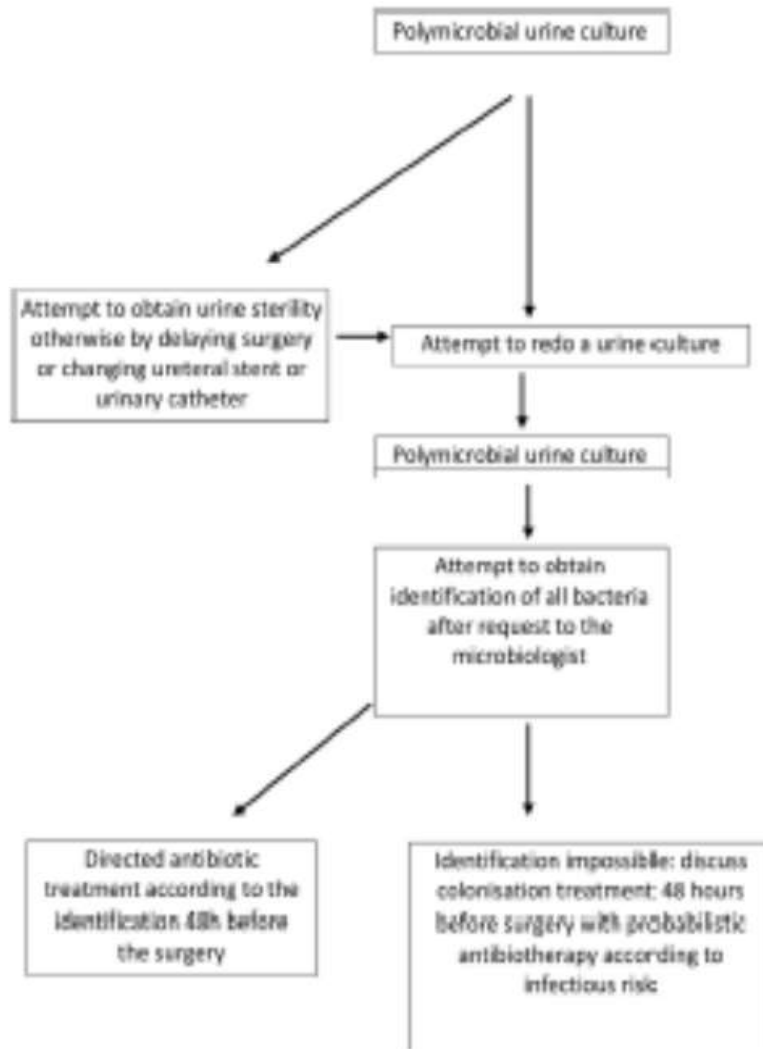 Polymicrobial urine culture
Attempt to obtain urine sterility
otherwise by delaying surgery
or changing ureteral stent or
urinary catheter
Attempt to redo a urine culture
Polymicrobial urine culture
Attempt to obtain
identification of all bacteria
after request to the
microbiologist
Directed antibiotic
treatment according to the
identification 48h before
the surgery
Identification impossible: discuss
colonisation treatment: 48 hours
before surgery with probabilistic
antibiotherapy according to
infectious risk